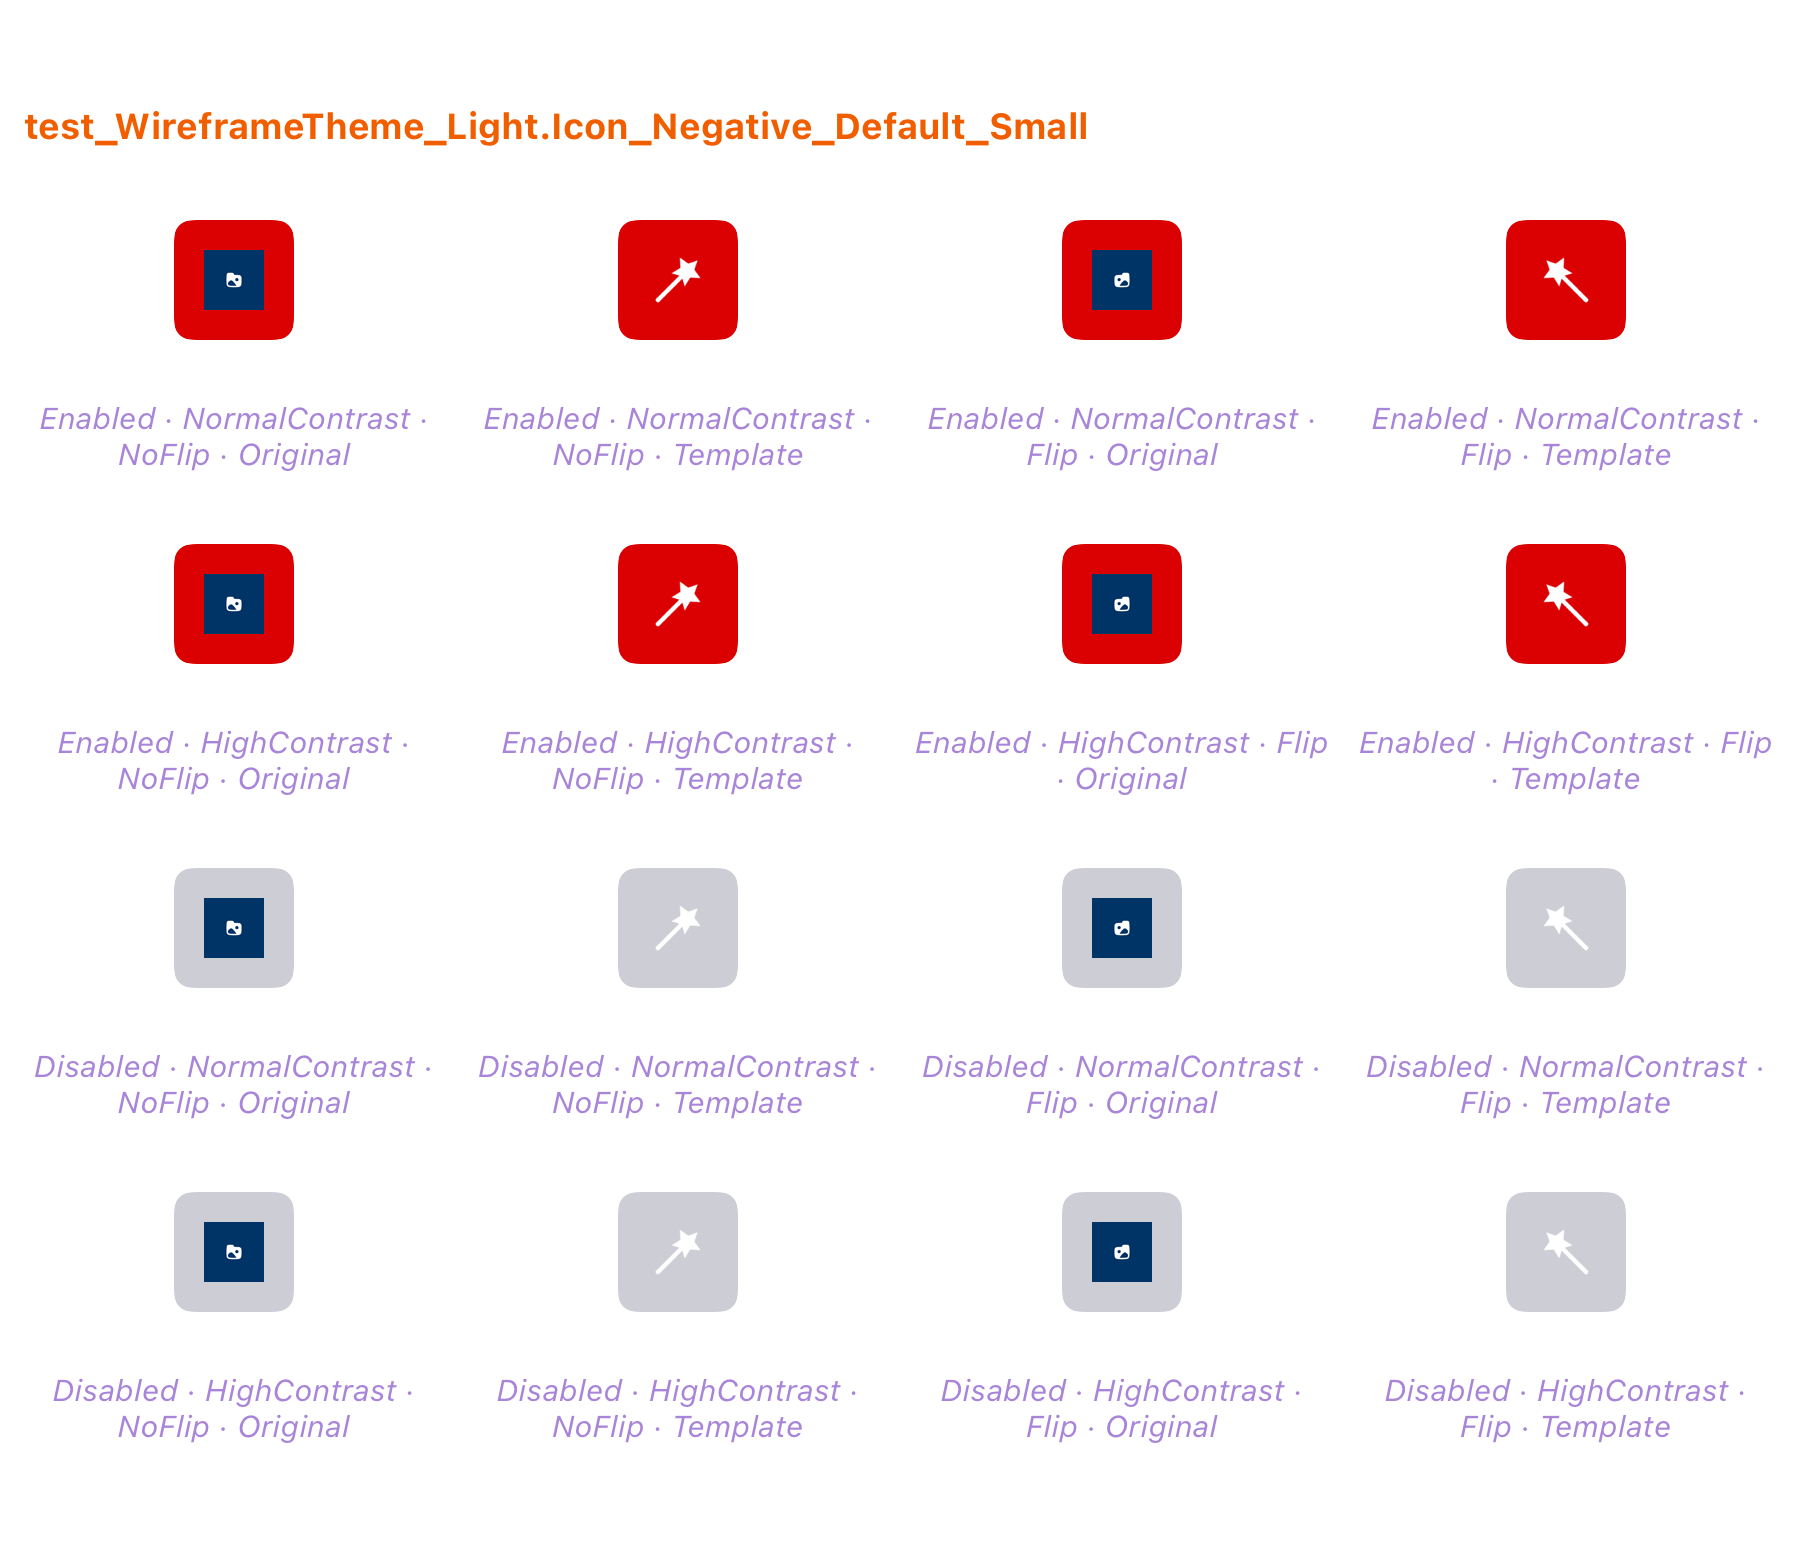 test_WireframeTheme_Light.Icon_Negative_Default_Small
Enabled · NormalContrast ·
NoFlip · Original
Enabled · NormalContrast ·
NoFlip · Template
Enabled · NormalContrast ·
Flip · Original
Enabled · NormalContrast ·
Flip · Template
Enabled · HighContrast ·
NoFlip · Original
Enabled · HighContrast ·
NoFlip · Template
Enabled · HighContrast · Flip
· Original
Enabled · HighContrast · Flip
· Template
Disabled · NormalContrast ·
NoFlip · Original
Disabled · NormalContrast ·
NoFlip · Template
Disabled · NormalContrast ·
Flip · Original
Disabled · NormalContrast ·
Flip · Template
Disabled · HighContrast ·
NoFlip · Original
Disabled · HighContrast ·
NoFlip · Template
Disabled · HighContrast ·
Flip · Original
Disabled · HighContrast ·
Flip · Template